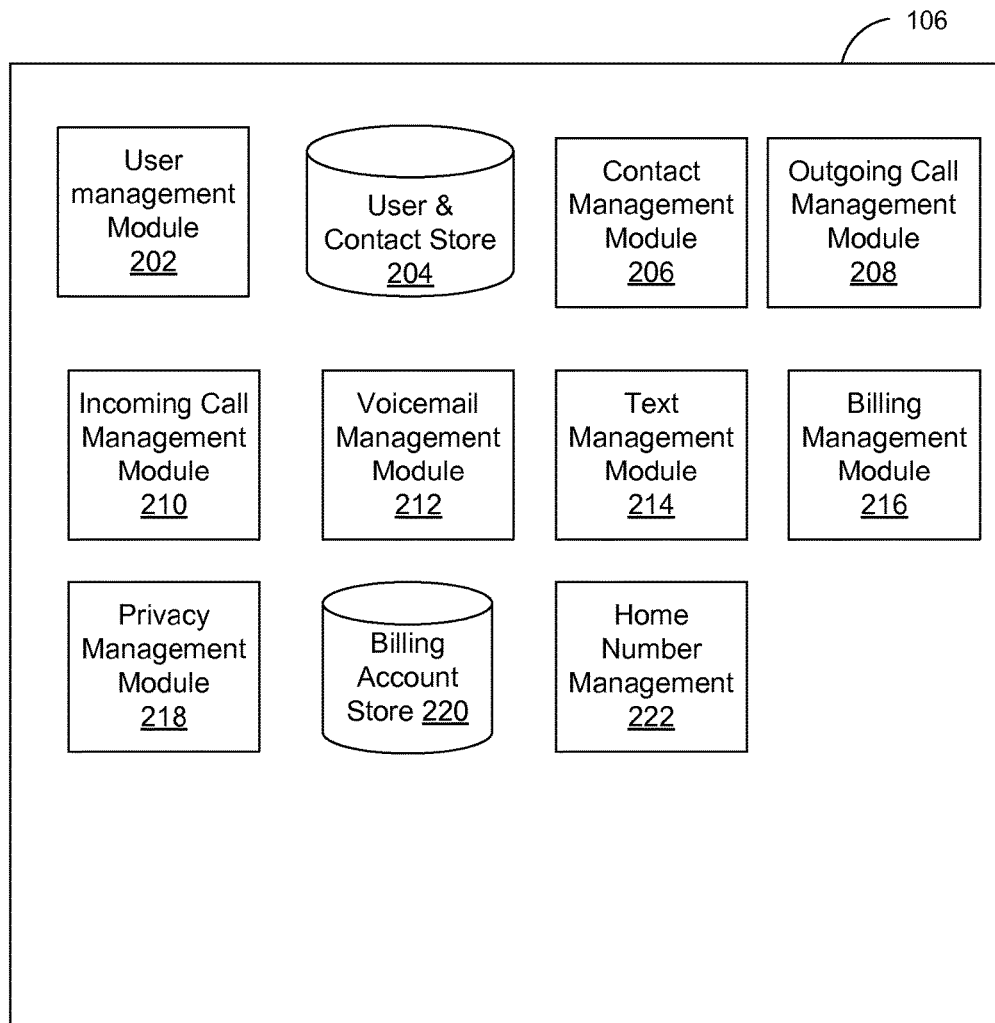 106
User
management
Module
202
User &
Contact Store
204
Contact
Management
Module
206
Outgoing Call
Management
Module
208
Incoming Call
Management
Module
210
Voicemail
Management
Module
212
Text
Management
Module
214
Billing
Management
Module
216
Privacy
Management
Module
218
Billing
Account
Store 220
Home
Number
Management
222